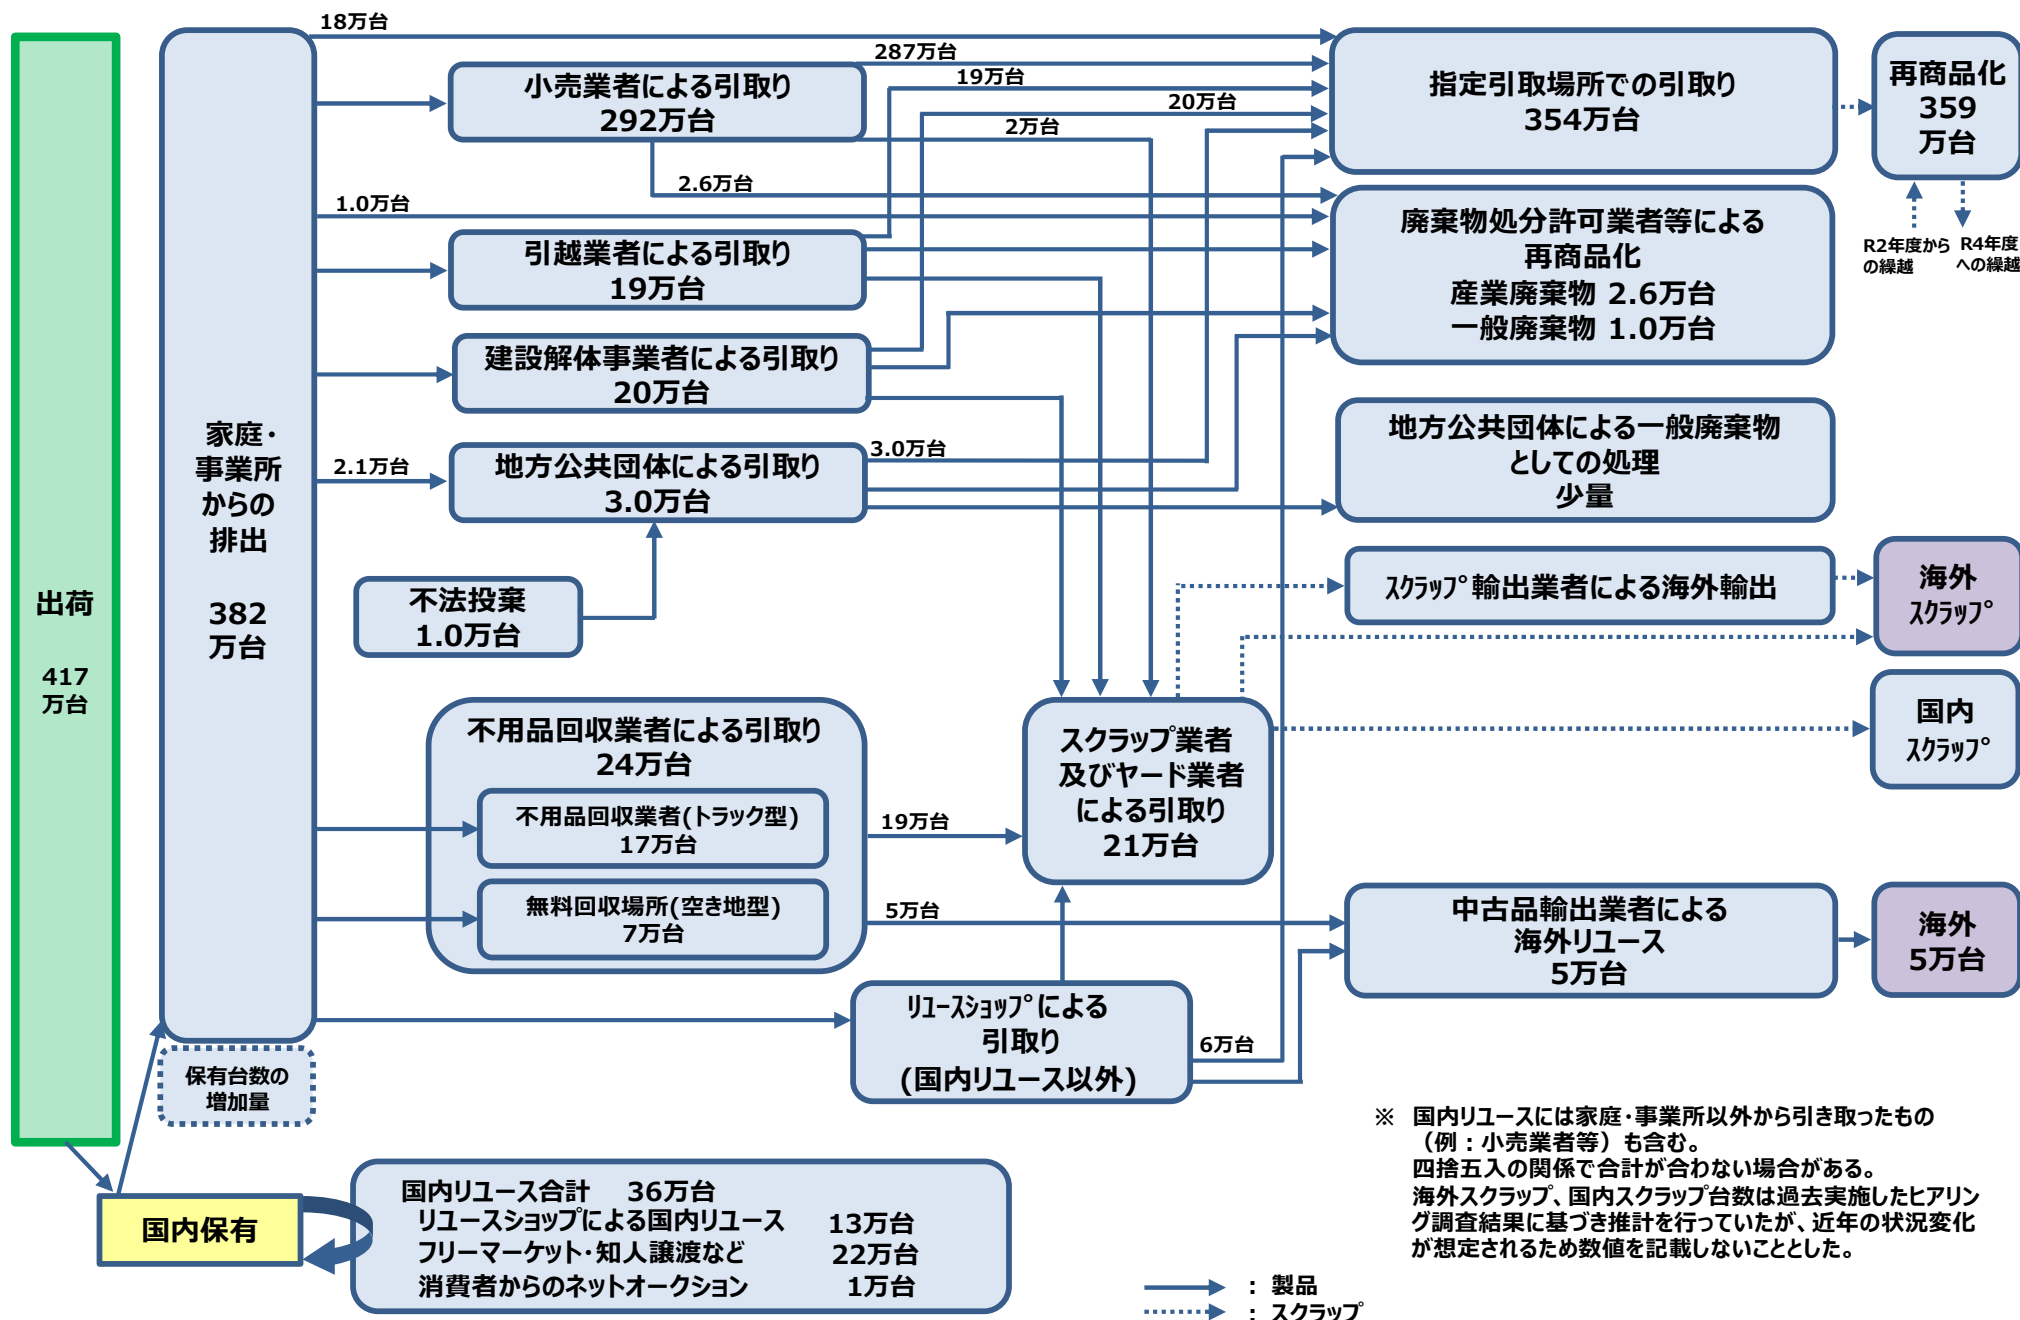 出荷
417
万台
家庭・
事業所
からの
排出
382
万台
保有台数の
増加量
国内保有
18万台
小売業者による引取り
292万台
287万台
19万台
20万台
2万台
2.6万台
1.0万台
引越業者による引取り
19万台
建設解体事業者による引取り
20万台
2.1万台
地方公共団体による引取り
3.0万台
3.0万台
不法投棄
1.0万台
不用品回収業者による引取り
24万台
不用品回収業者(トラック型)
17万台
無料回収場所(空き地型)
7万台
19万台
5万台
スクラップ業者
及びヤード業者
による引取り
21万台
リユースショップによる
引取り
(国内リユース以外)
6万台
指定引取場所での引取り
354万台
再商品化
359
万台
R2年度から
の繰越
R4年度
への繰越
廃棄物処分許可業者等による
再商品化
産業廃棄物 2.6万台
一般廃棄物 1.0万台
地方公共団体による一般廃棄物
としての処理
少量
スクラップ輸出業者による海外輸出
海外
スクラップ
国内
スクラップ
中古品輸出業者による
海外リユース
5万台
海外
5万台
国内リユース合計 36万台
リユースショップによる国内リユース 13万台
フリーマーケット・知人譲渡など 22万台
消費者からのネットオークション 1万台
※ 国内リユースには家庭・事業所以外から引き取ったもの
（例：小売業者等）も含む。
四捨五入の関係で合計が合わない場合がある。
海外スクラップ、国内スクラップ台数は過去実施したヒアリン
グ調査結果に基づき推計を行っていたが、近年の状況変化
が想定されるため数値を記載しないこととした。
：製品
：スクラップ